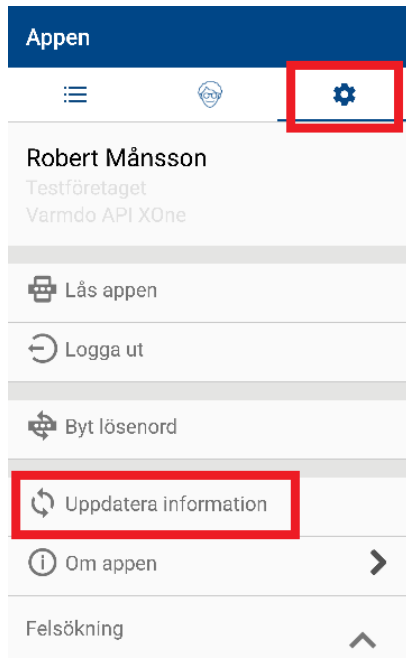 Appen
Robert Månsson
Testföretaget
Varmdo API XOne
Lås appen
Logga ut
Byt lösenord
Uppdatera information
Om appen
Felsökning